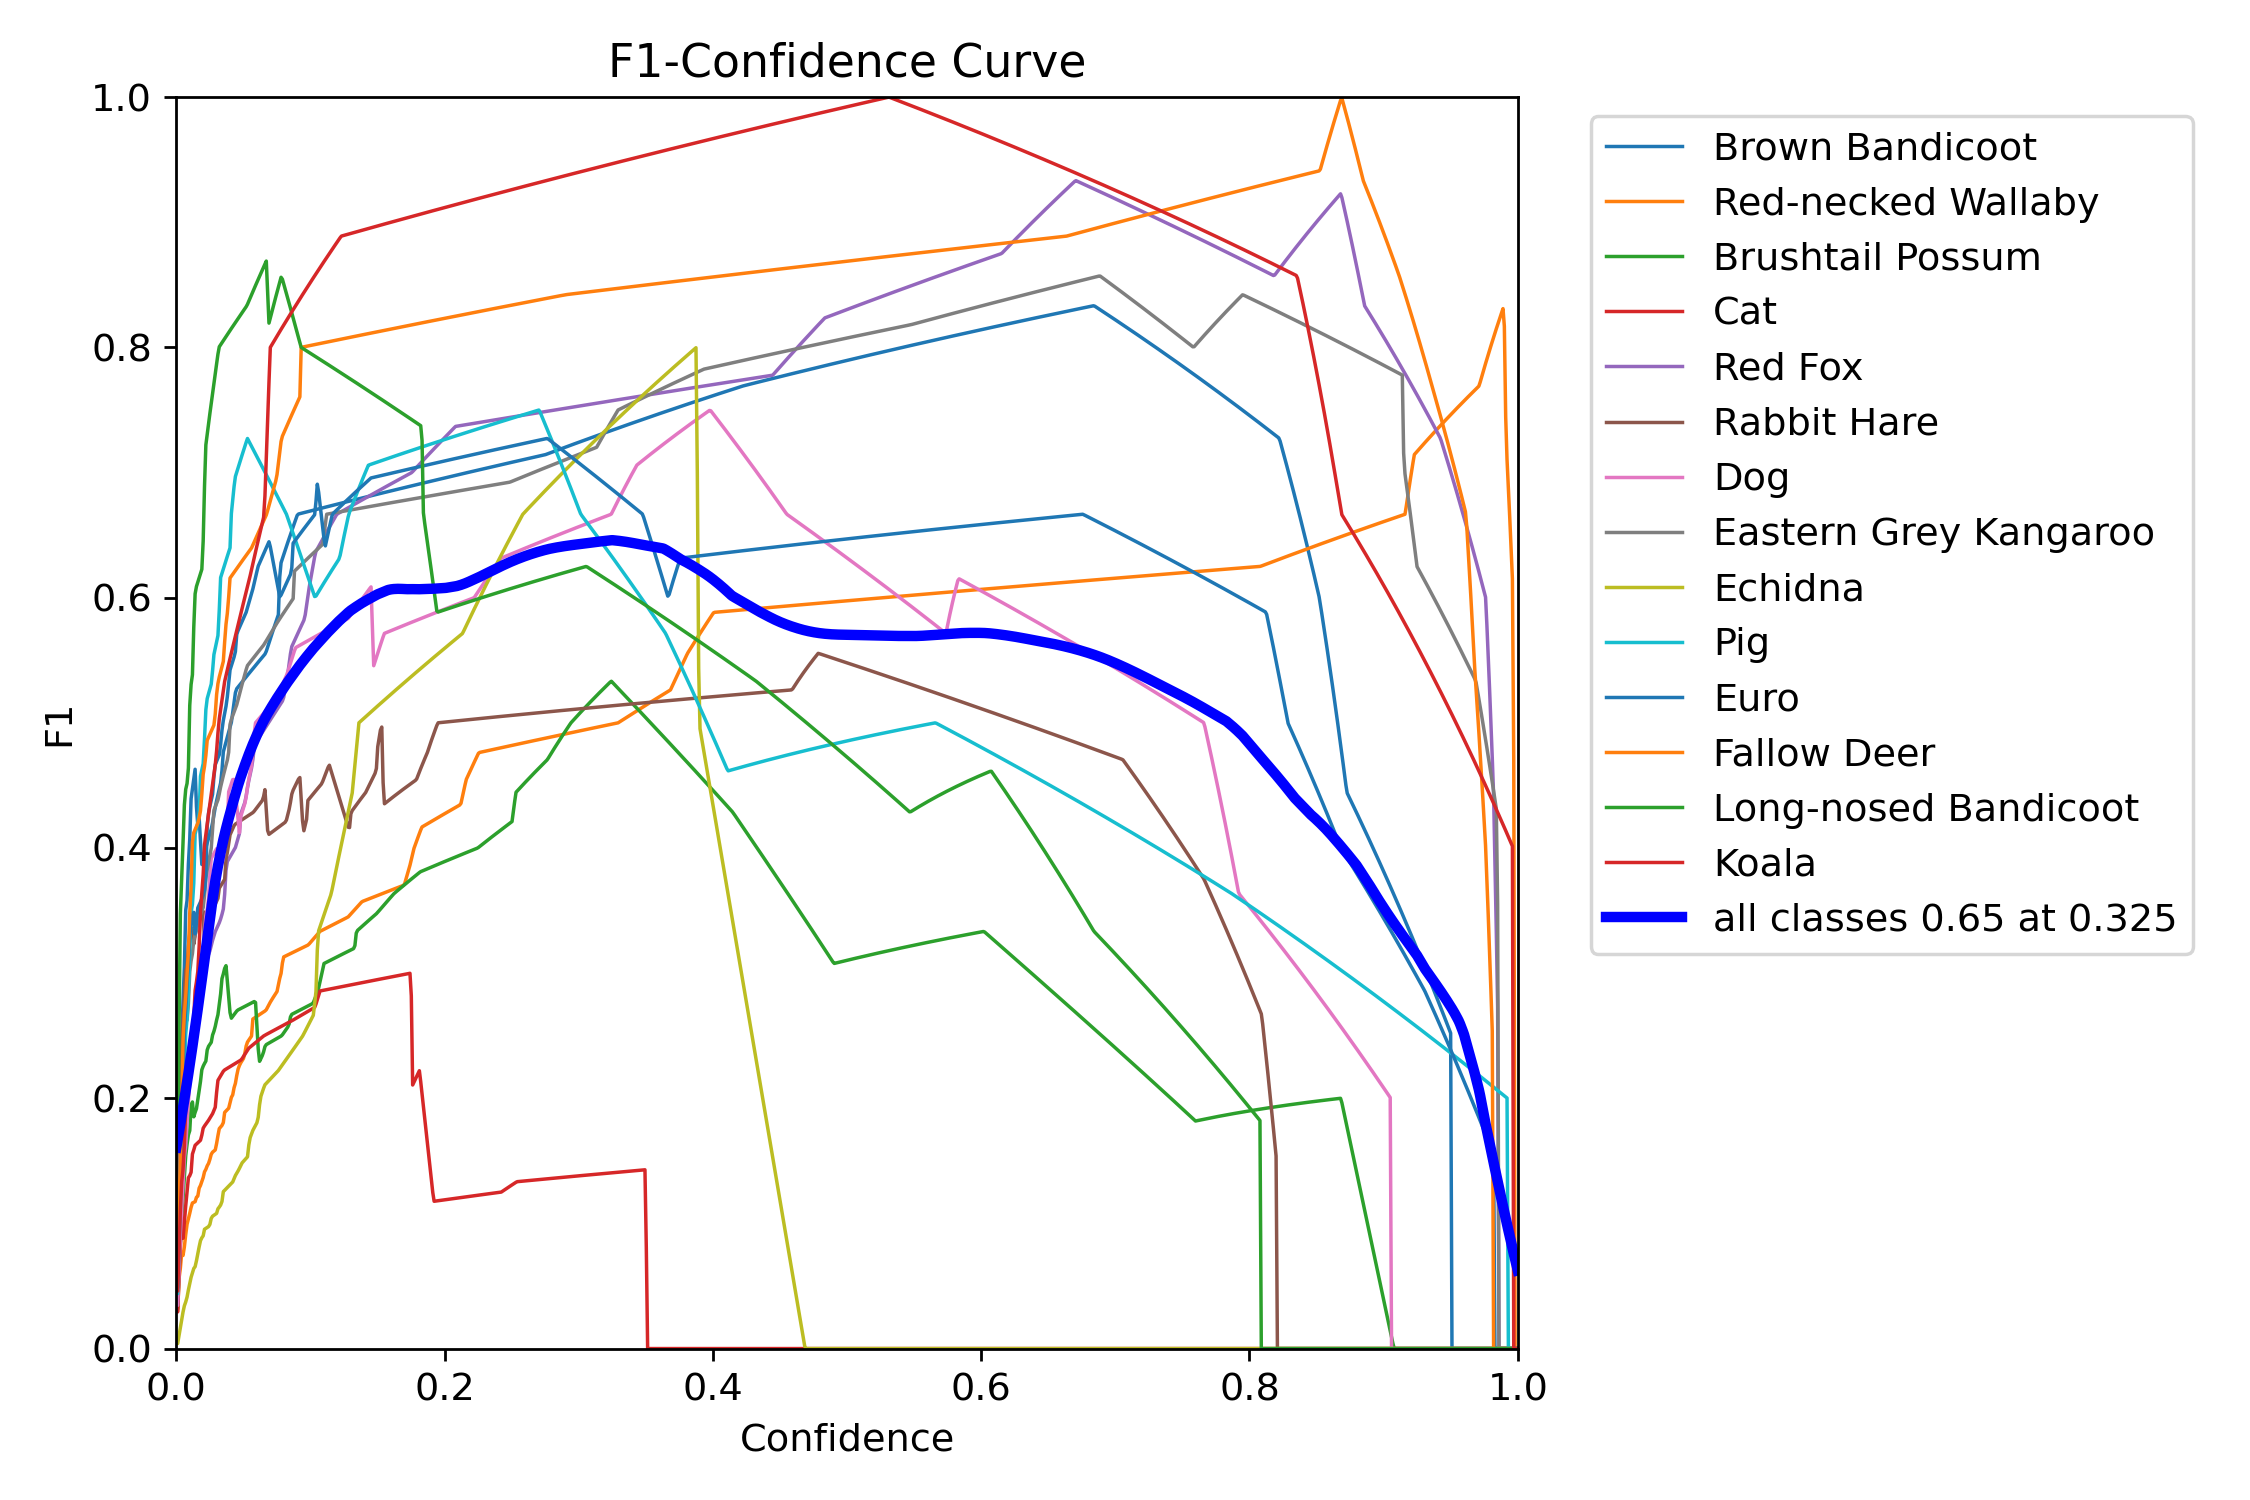 F1-Confidence Curve
1.0
0.8
0.6
0.4
0.2
0.0
F1
0.0 0.2 0.4 0.6 0.8 1.0
Confidence
Brown Bandicoot
Red-necked Wallaby
Brushtail Possum
Cat
Red Fox
Rabbit Hare
Dog
Eastern Grey Kangaroo
Echidna
Pig
Euro
Fallow Deer
Long-nosed Bandicoot
Koala
all classes 0.65 at 0.325